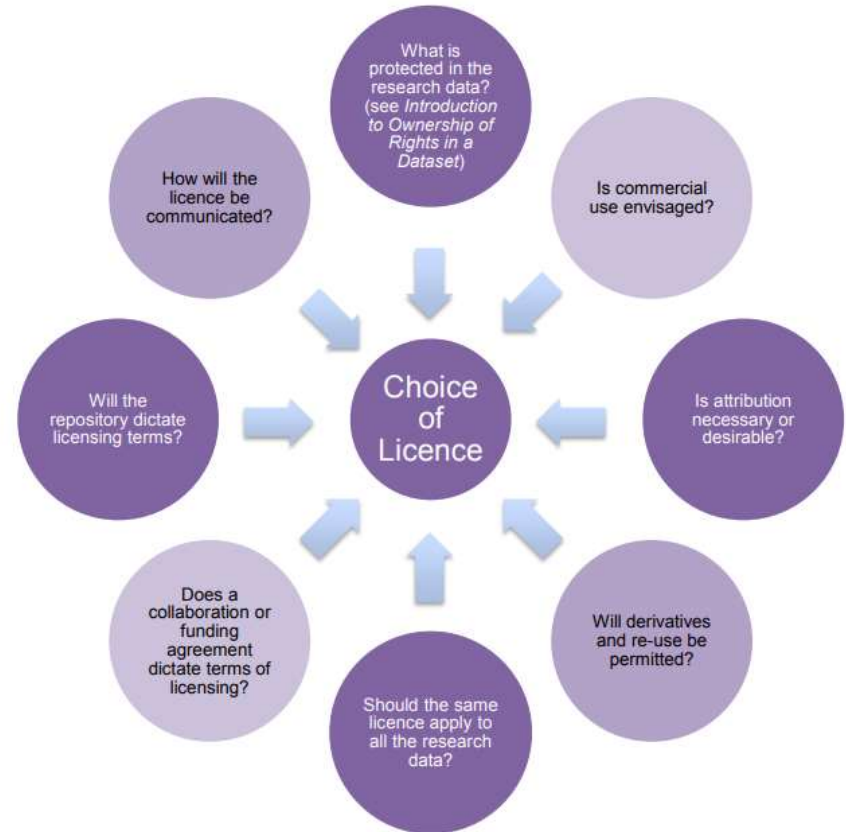 What is
protected in the
research data?
(see Introduction
to Ownership of
Rights in a
Dataset)
Is commercial
use envisaged?
Is attribution
necessary or
desirable?
Will derivatives
and re-use be
permitted?
Should the same
licence apply to
all the research
data?
Does a
collaboration or
funding
agreement
dictate terms of
licensing?
Will the
repository dictate
licensing terms?
How will the
licence be
communicated?
Choice
of
Licence